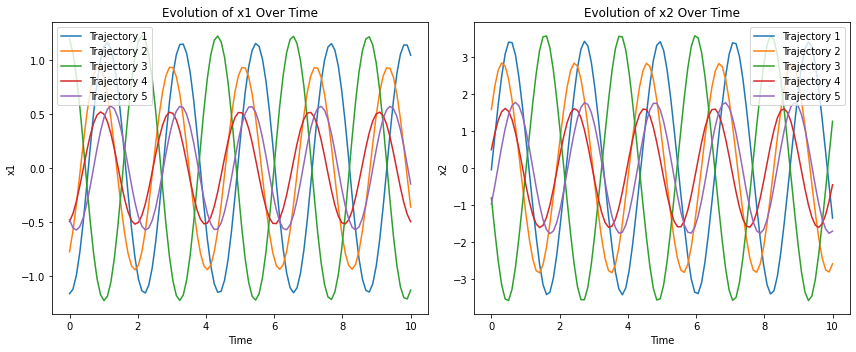 Evolution of x1 Over Time
Trajectory 1
Trajectory 2
Trajectory 3
Trajectory 4
Trajectory 5
1.0
0.5
0.0
−0.5
−1.0
x1
0 2 4 6 8 10
Time
Evolution of x2 Over Time
Trajectory 1
Trajectory 2
Trajectory 3
Trajectory 4
Trajectory 5
3
2
1
0
−1
−2
−3
x2
0 2 4 6 8 10
Time